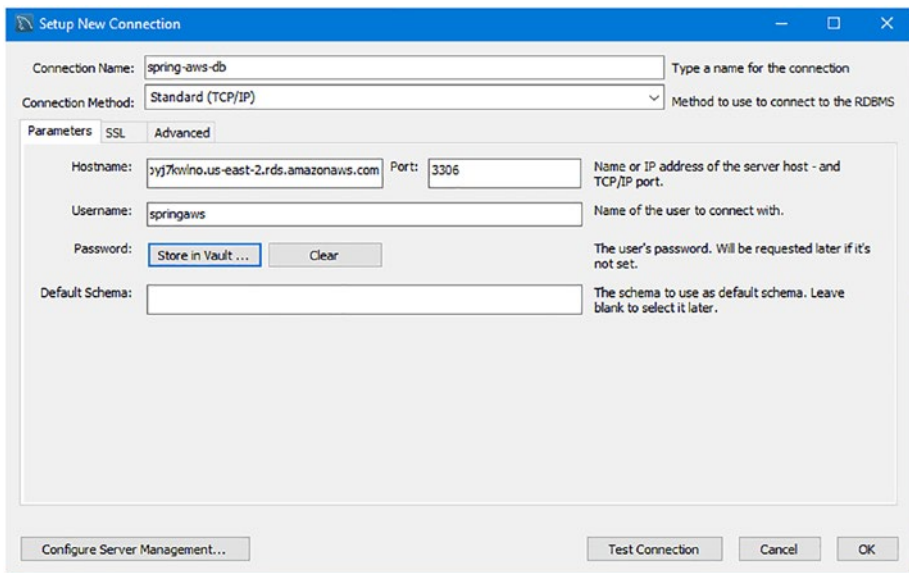 Setup New Connection
Connection Name: spring-aws-db Type a name for the connection
Connection Method: Standard (TCP/IP) Method to use to connect to the RDBMS
Parameters SSL Advanced
Hostname: yj7kwino.us-east-2.rds.amazonaws.com Port: 3306 Name or IP address of the server host - and
TCP/IP port.
Username: springaws Name of the user to connect with.
Password: Store in Vault ... Clear The user's password. Will be requested later if it's
not set.
Default Schema: The schema to use as default schema. Leave
blank to select it later.
Configure Server Management... Test Connection Cancel OK